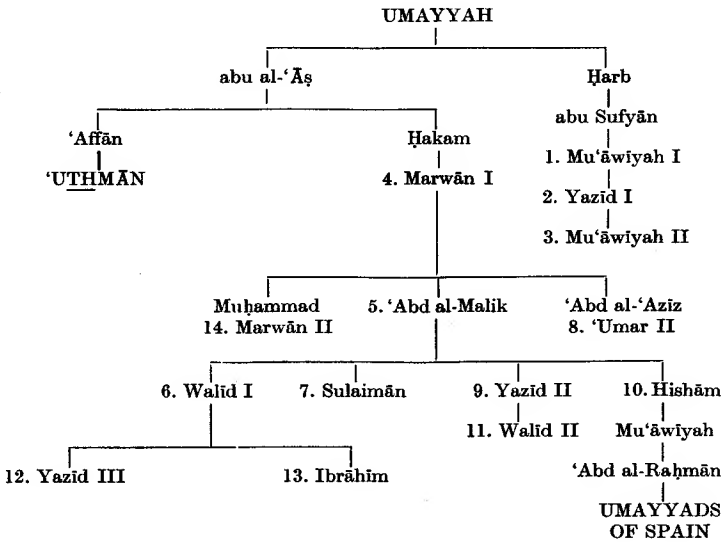 UMAYYAH
abu al-‘Āṣ Ḥarb
abu Sufyān
‘Affān Ḥakam
1. Mu‘āwiyah I
‘UTHMĀN 4. Marwān I
2. Yazīd I
3. Mu‘āwiyah II
Muḥammad 5. ‘Abd al-Malik ‘Abd al-‘Azīz
14. Marwān II 8. ‘Umar II
6. Walīd I 7. Sulaimān 9. Yazīd II 10. Hishām
11. Walīd II Mu‘āwiyah
12. Yazīd III 13. Ibrāhīm ‘Abd al-Raḥmān
UMAYYADS
OF SPAIN